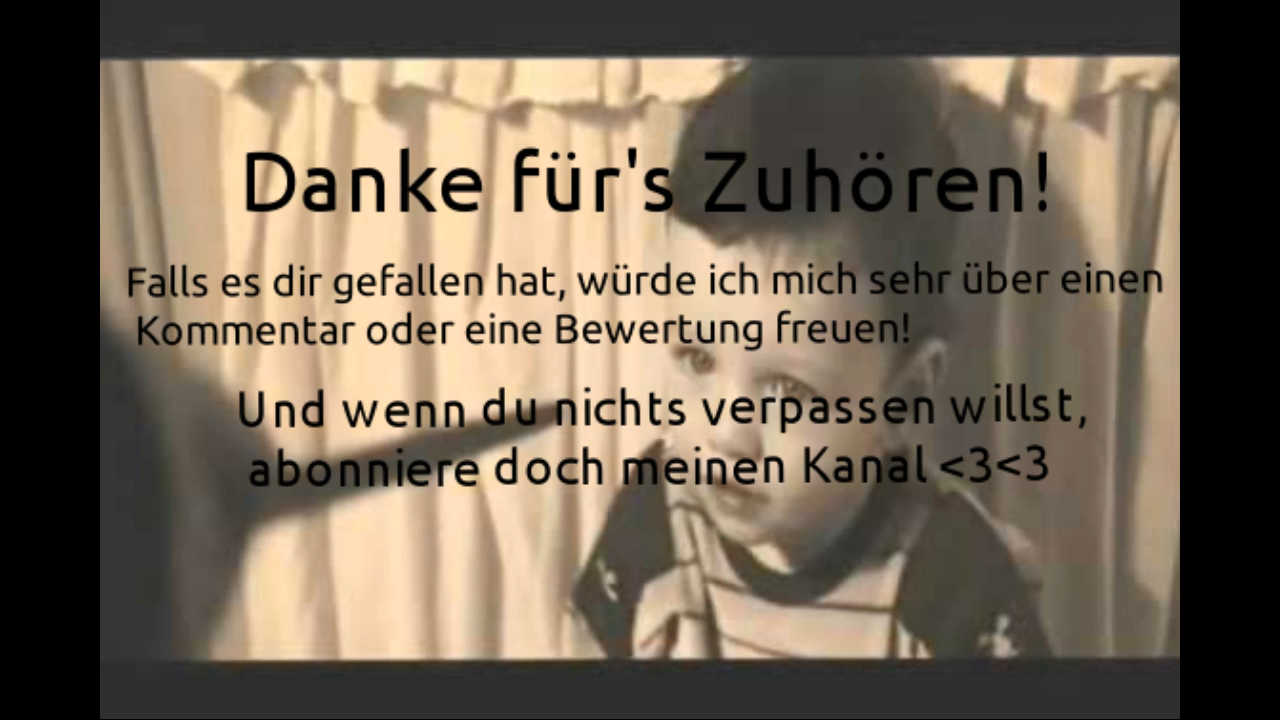 Danke für's Zuhören!
Falls es dir gefallen hat, würde ich mich sehr über einen
Kommentar oder eine Bewertung freuen!
Und wenn du nichts verpassen willst,
abonniere doch meinen Kanal <3<3